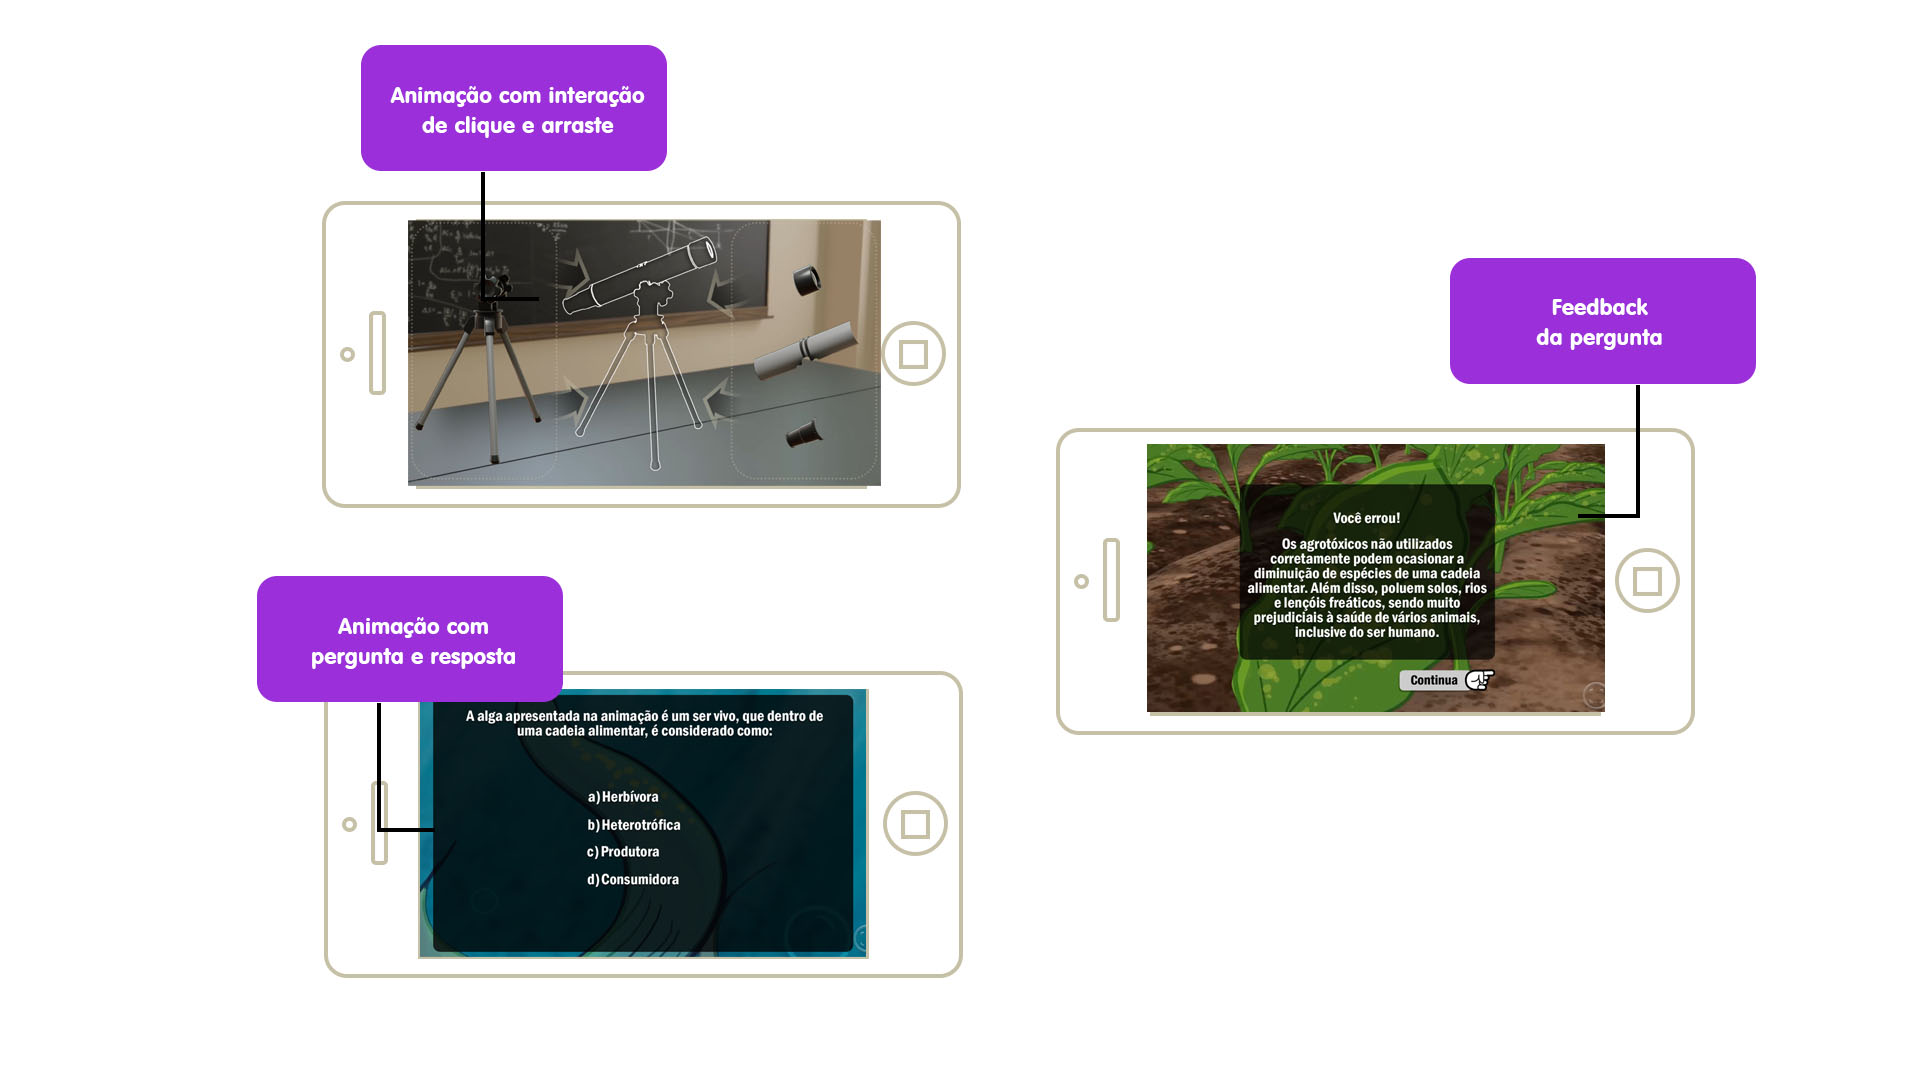 Animação com interação
de clique e arraste
Feedback
da pergunta
Você errou!
Os agrotóxicos não utilizados
corretamente podem ocasionar a
diminuição de espécies de uma cadeia
alimentar. Além disso, poluem solos, rios
e lençóis freáticos, sendo muito
prejudiciais à saúde de vários animais,
inclusive do ser humano.
Continua
Animação com
pergunta e resposta
A alga apresentada na animação é um ser vivo, que dentro de
uma cadeia alimentar, é considerado como:
a) Herbívora
b) Heterotrófica
c) Produtora
d) Consumidora